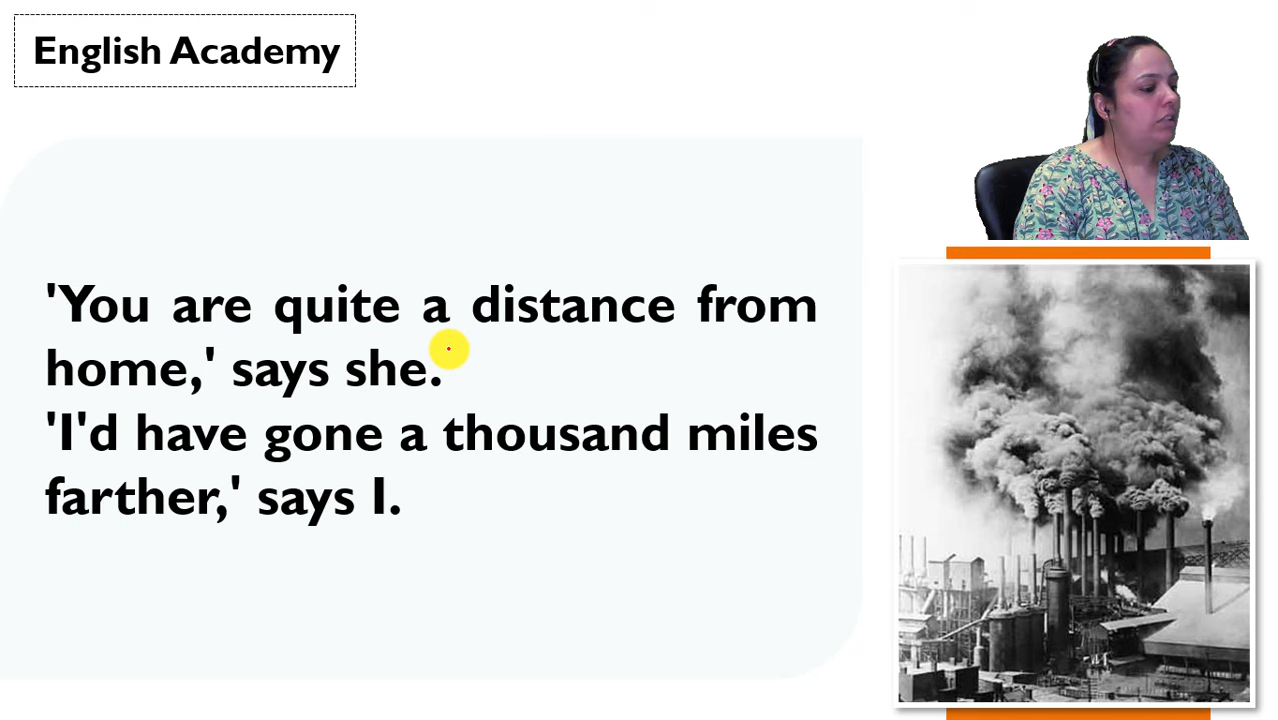 English Academy
'You are quite a distance from
home,' says she.
'I'd have gone a thousand miles
farther,' says I.